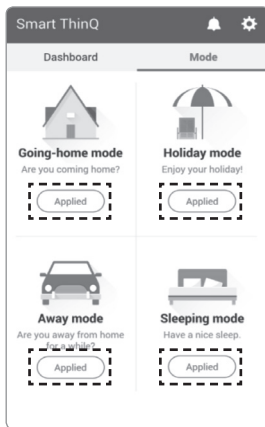 Smart ThinQ
Dashboard Mode
Going-home mode Holiday mode
Are you coming home? Enjoy your holiday!
Applied Applied
Away mode Sleeping mode
Are you away from home Have a nice sleep.
for a while?
Applied Applied